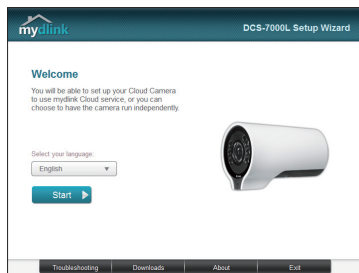 mydlink
DCS-7000L Setup Wizard
Welcome
You will be able to set up your Cloud Camera
to use mydlink Cloud service, or you can
choose to have the camera run independently.
Select your language:
English
Start
Troubleshooting
Downloads
About
Exit